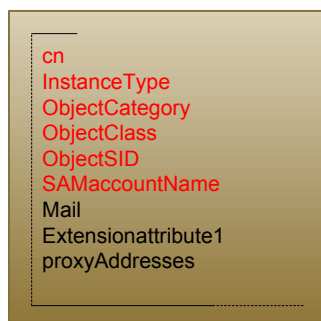 cn
InstanceType
ObjectCategory
ObjectClass
ObjectSID
SAMaccountName
Mail
Extensionattribute1
proxyAddresses